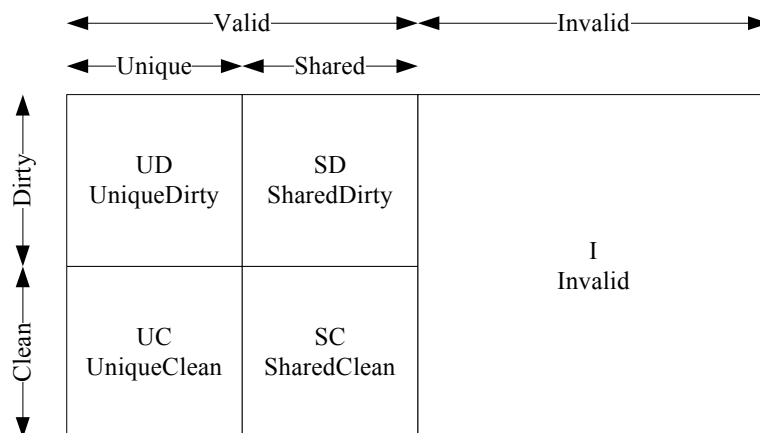 Valid
Invalid
Unique
Shared
Dirty
UD
UniqueDirty
SD
SharedDirty
I
Invalid
Clean
UC
UniqueClean
SC
SharedClean